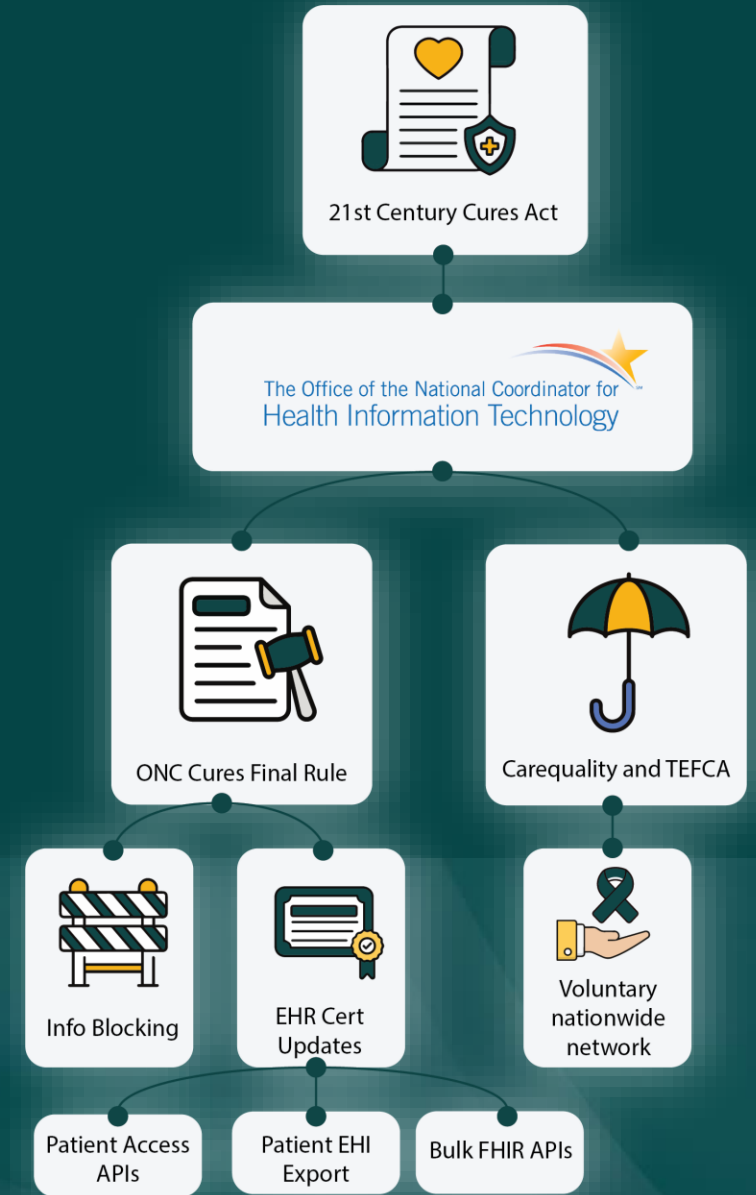 21st Century Cures Act
The Office of the National Coordinator for
Health Information Technology
ONC Cures Final Rule
Carequality and TEFCA
Info Blocking
EHR Cert
Updates
Voluntary
nationwide
network
Patient Access
APIs
Patient EHI
Export
Bulk FHIR APIs